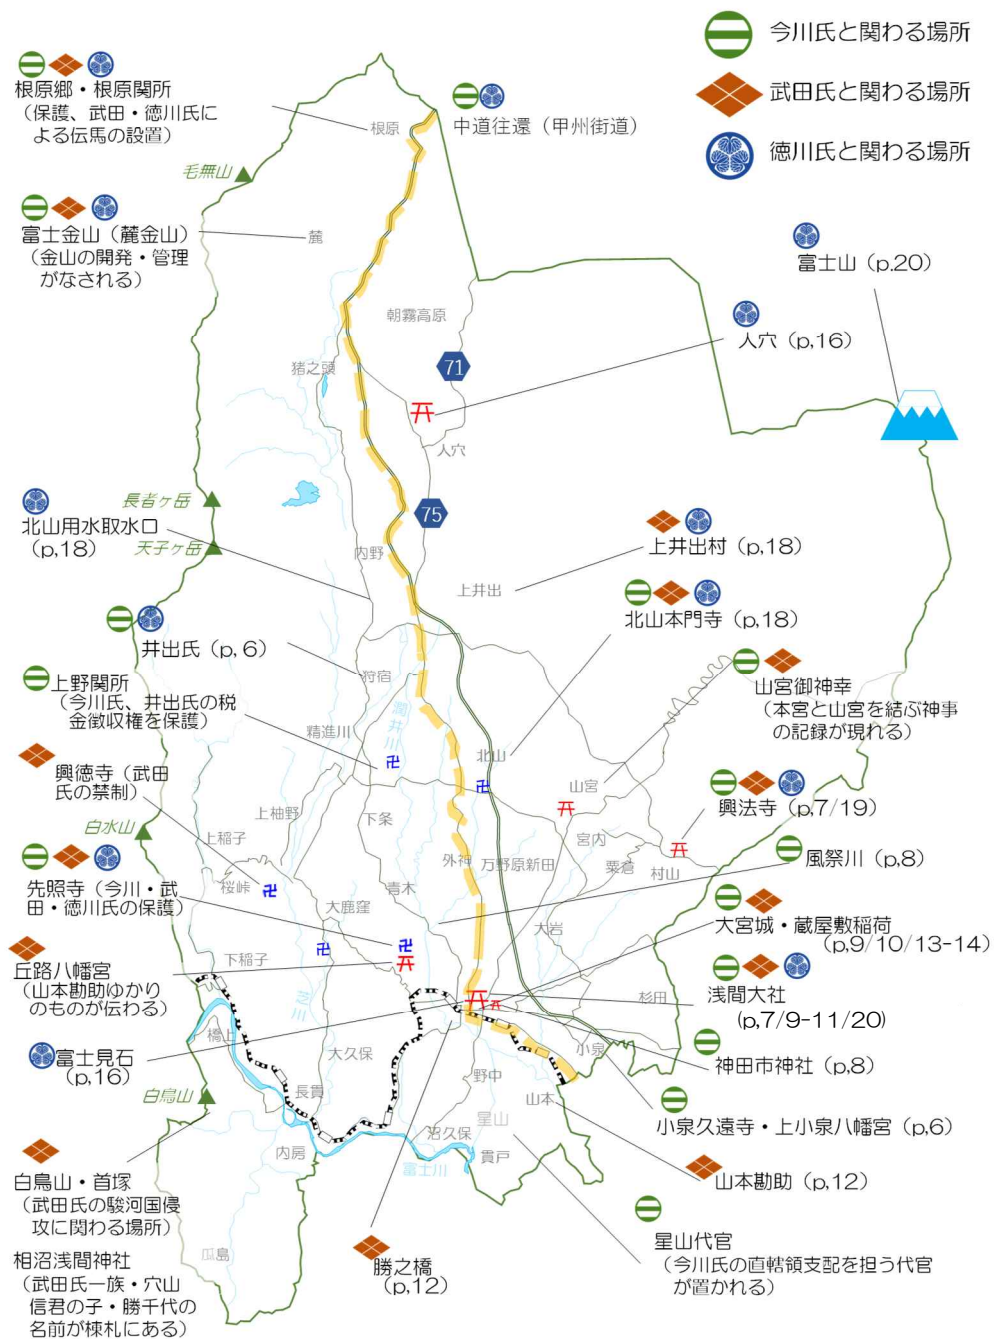 今川氏と関わる場所
武田氏と関わる場所
徳川氏と関わる場所
根原郷・根原関所
(保護、武田・徳川氏に
よる伝馬の設置)
中道往還(甲州街道)
根原
毛無山
富士金山(麓金山)
(金山の開発・管理
がなされる)
麓
富士山(p.20)
朝霧高原
人穴(p,16)
猪之頭
71
人穴
長者ヶ岳
75
北山用水取水口
(p,18)
天子ヶ岳
内野
上井出村(p,18)
上井出
北山本門寺(p,18)
井出氏(p,6)
狩宿
山宮御神幸
(本宮と山宮を結ぶ神事
の記録が現れる)
上野関所
(今川氏、井出氏の税
金徴収権を保護)
潤井川
精進川
北山
興徳寺(武田
氏の禁制)
山宮
興法寺(p,7/19)
上柚野
下条
白水山
上稲子
宮内
外神
万野原新田
粟倉
村山
風祭川(p,8)
先照寺(今川・武
田・徳川氏の保護)
桜峠
青木
大鹿窪
大宮城・蔵屋敷稲荷
(p,9/10/13-14)
大岩
丘路八幡宮
(山本勘助ゆかり
のものが伝わる)
下稲子
浅間大社
(p,7/9-11/20)
杉田
芝川
橋上
富士見石
(p,16)
大久保
小泉
神田市神社(p,8)
野中
長貫
山本
白鳥山
星山
小泉久遠寺・上小泉八幡宮(p,6)
沼久保
内房
富士川
貫戸
白鳥山・首塚
(武田氏の駿河国侵
攻に関わる場所)
山本勘助(p,12)
星山代官
(今川氏の直轄領支配を担う代官
が置かれる)
瓜島
勝之橋
(p,12)
相沼浅間神社
(武田氏一族・穴山
信君の子・勝千代の
名前が棟札にある)